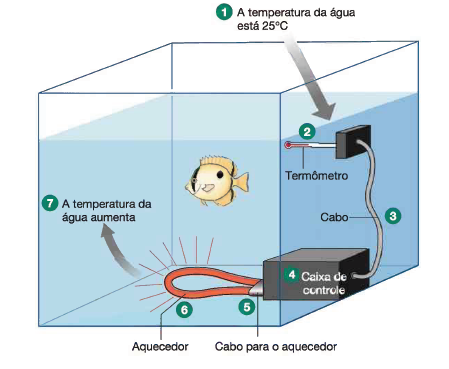 1 A temperatura da água
está 25ºC
2
Termômetro
Cabo 3
7 A temperatura da
água aumenta
4 Caixa de
controle
5
6
Aquecedor
Cabo para o aquecedor